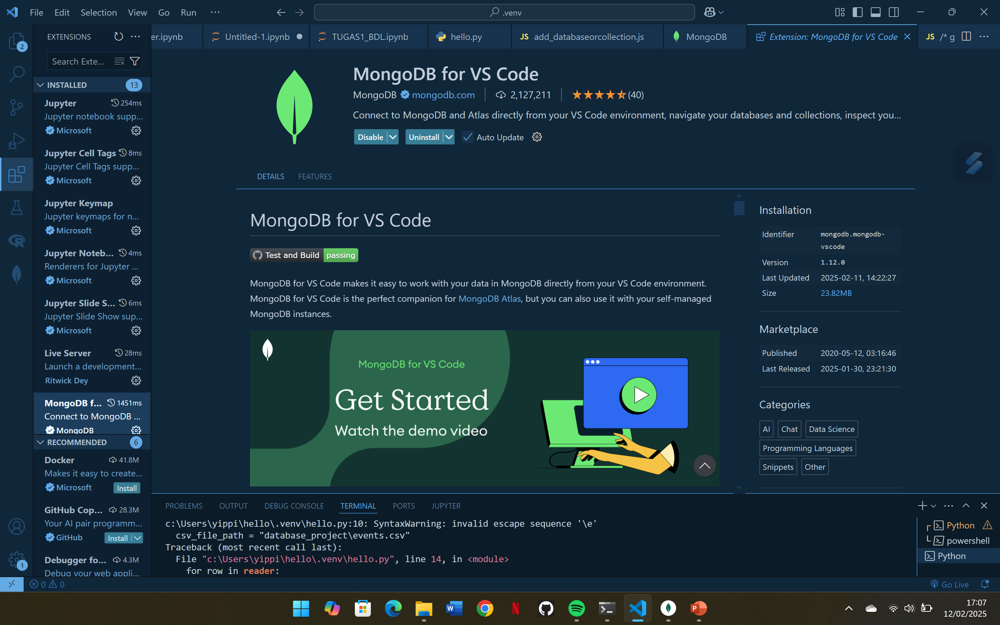 File Edit Selection View Go Run ···
.venv
EXTENSIONS
er.ipynb
Untitled-1.ipynb
TUGAS1_BDL.ipynb
hello.py
JS add_databaseorcollection.js
MongoDB
Extension: MongoDB for VS Code
JS /* g
2
Search Exte...
INSTALLED 13
Jupyter 254ms
Jupyter notebook supp...
Microsoft
Jupyter Cell Tags 8ms
Jupyter Cell Tags supp...
Microsoft
Jupyter Keymap
Jupyter keymaps for n...
Microsoft
Jupyter Noteb... 4ms
Renderers for Jupyter ...
Microsoft
Jupyter Slide S... 6ms
Jupyter Slide Show sup...
Microsoft
Live Server 28ms
Launch a development...
Ritwick Dey
MongoDB f... 1451ms
Connect to MongoDB ...
MongoDB
RECOMMENDED 6
Docker 41.8M
Makes it easy to create...
Microsoft Install
GitHub Cop... 28.3M
Your AI pair programm...
GitHub Install
Debugger fo... 4.3M
Debug your web appli...
R
1
MongoDB for VS Code
MongoDB mongodb.com 2,127,211 (40)
Connect to MongoDB and Atlas directly from your VS Code environment, navigate your databases and collections, inspect you...
Disable Uninstall Auto Update
DETAILS FEATURES
MongoDB for VS Code
Test and Build passing
MongoDB for VS Code makes it easy to work with your data in MongoDB directly from your VS Code environment.
MongoDB for VS Code is the perfect companion for MongoDB Atlas, but you can also use it with your self-managed
MongoDB instances.
MongoDB for VS Code
Get Started
Watch the demo video
Installation
Identifier mongodb.mongodb-
vscode
Version 1.12.0
Last Updated 2025-02-11, 14:22:27
Size 23.82MB
Marketplace
Published 2020-05-12, 03:16:46
Last Released 2025-01-30, 23:21:30
Categories
AI Chat Data Science
Programming Languages
Snippets Other
PROBLEMS OUTPUT DEBUG CONSOLE TERMINAL PORTS JUPYTER
c:\Users\yippi\hello\.venv\hello.py:10: SyntaxWarning: invalid escape sequence '\e'
csv_file_path = "database_project\events.csv"
Traceback (most recent call last):
File "c:\Users\yippi\hello\.venv\hello.py", line 14, in <module>
for row in reader:
Python
powershell
Python
0 0
Go Live
W
N
P
17:07
12/02/2025